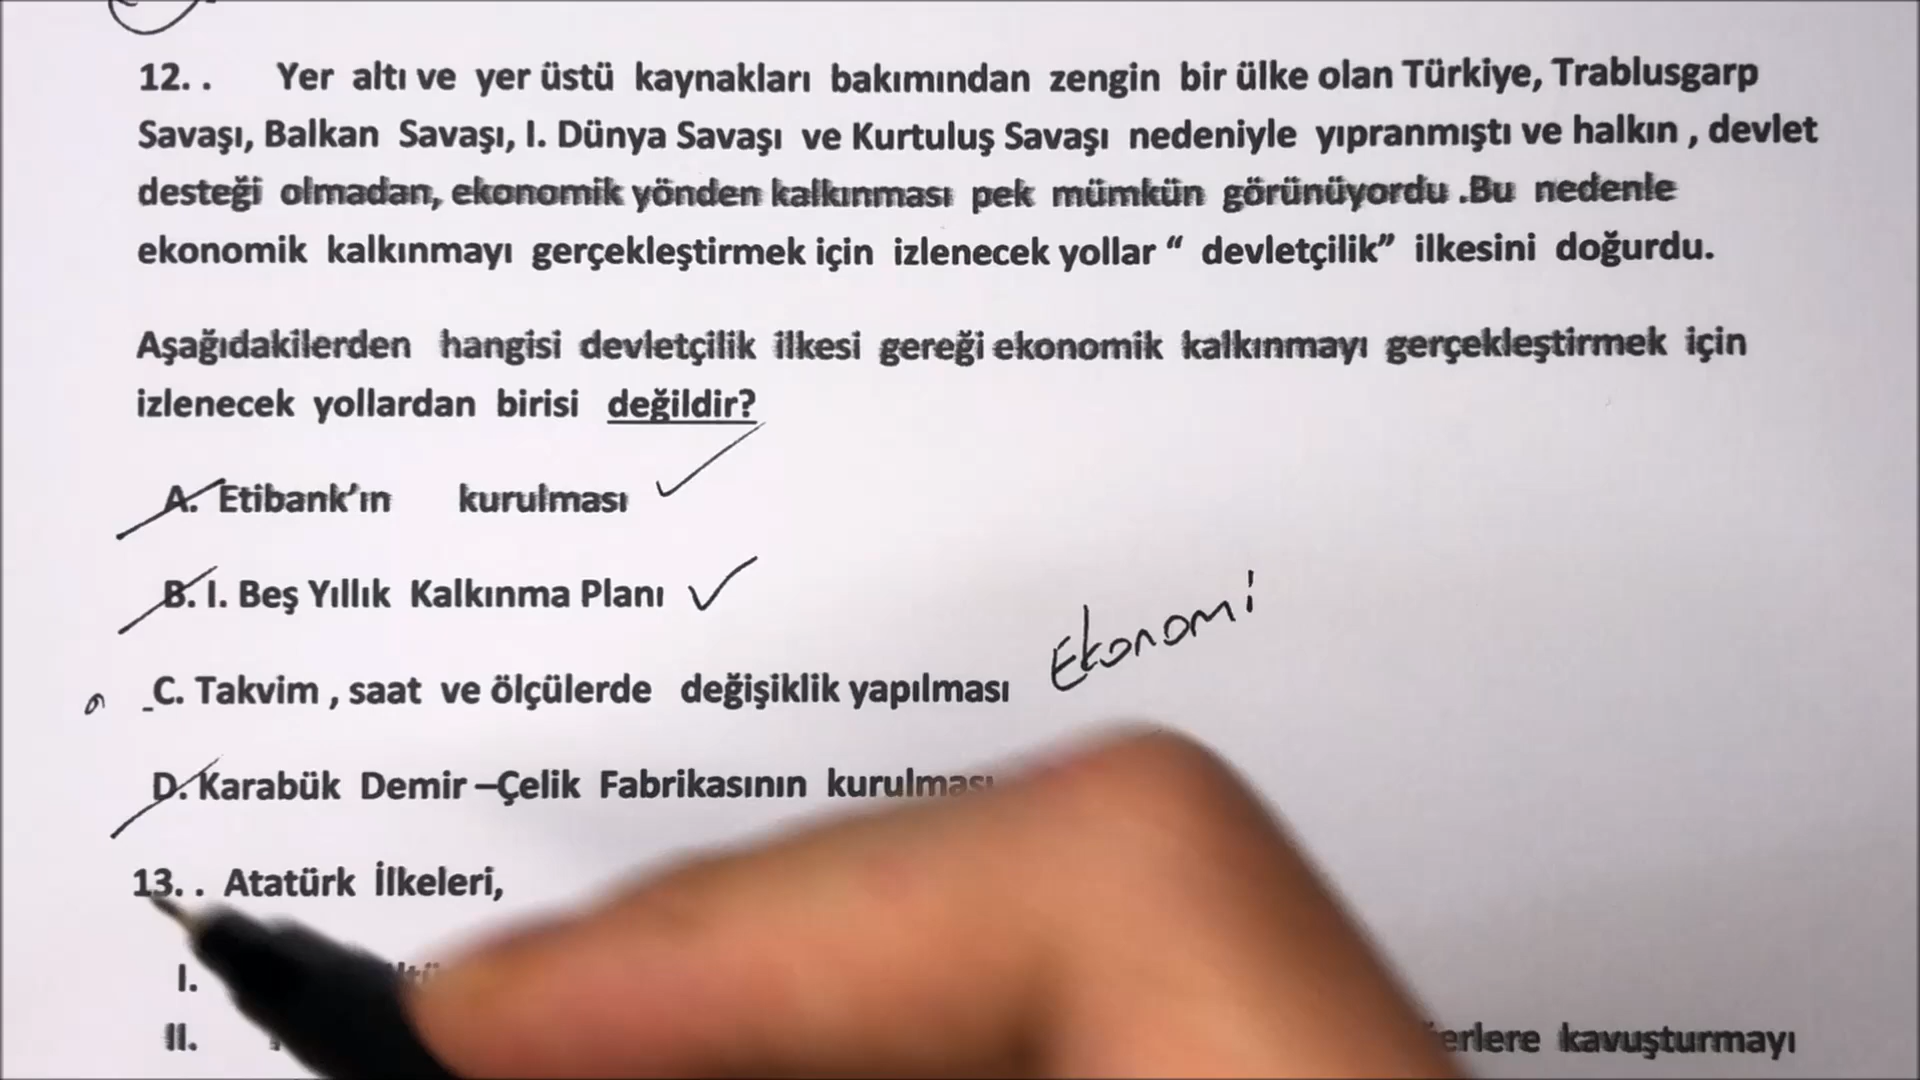 12. . Yer altı ve yer üstü kaynakları bakımından zengin bir ülke olan Türkiye, Trablusgarp
Savaşı, Balkan Savaşı, I. Dünya Savaşı ve Kurtuluş Savaşı nedeniyle yıpranmıştı ve halkın , devlet
desteği olmadan, ekonomik yönden kalkınması pek mümkün görünüyordu .Bu nedenle
ekonomik kalkınmayı gerçekleştirmek için izlenecek yollar “ devletçilik” ilkesini doğurdu.
Aşağıdakilerden hangisi devletçilik ilkesi gereği ekonomik kalkınmayı gerçekleştirmek için
izlenecek yollardan birisi değildir?
A. Etibank’ın kurulması
B. I. Beş Yıllık Kalkınma Planı
Ekonomi
C. Takvim , saat ve ölçülerde değişiklik yapılması
D. Karabük Demir –Çelik Fabrikasının kurulması
13. . Atatürk İlkeleri,
I.
II. kavuşturmayı